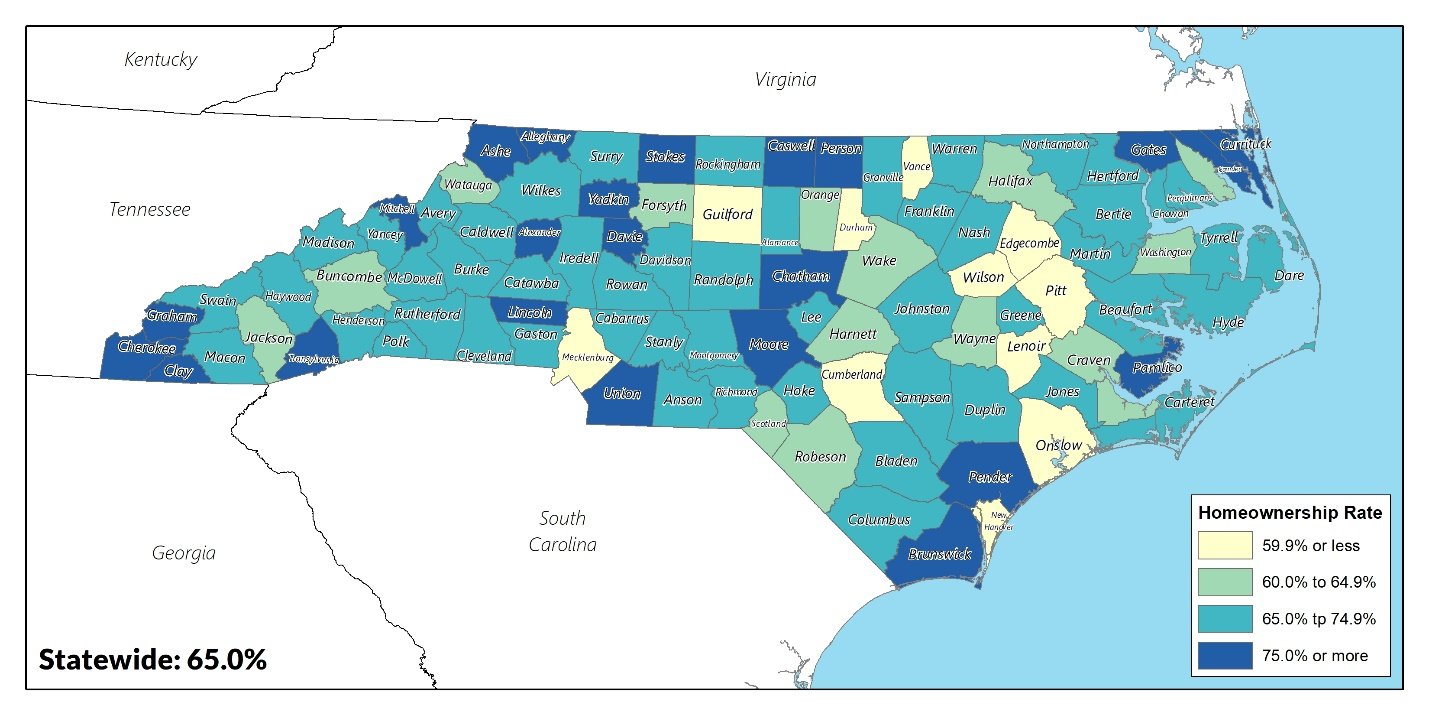 Kentucky
Virginia
Tennessee
Georgia
South
Carolina
Ashe
Alleghany
Surry
Stokes
Rockingham
Caswell
Person
Granville
Vance
Warren
Northampton
Gates
Currituck
Camden
Halifax
Hertford
Watauga
Wilkes
Yadkin
Forsyth
Guilford
Orange
Durham
Alamance
Franklin
Nash
Bertie
Chowan
Perquimans
Mitchell
Avery
Yancey
Caldwell
Alexander
Davie
Iredell
Davidson
Edgecombe
Martin
Washington
Tyrrell
Dare
Madison
Buncombe
McDowell
Burke
Catawba
Rowan
Randolph
Chatham
Wake
Wilson
Pitt
Swain
Haywood
Graham
Jackson
Henderson
Rutherford
Lincoln
Gaston
Cabarrus
Lee
Johnston
Greene
Beaufort
Hyde
Cherokee
Clay
Macon
Transylvania
Polk
Cleveland
Mecklenburg
Stanly
Montgomery
Moore
Harnett
Wayne
Lenoir
Craven
Pamlico
Union
Anson
Richmond
Hoke
Cumberland
Sampson
Duplin
Jones
Carteret
Scotland
Robeson
Bladen
Onslow
Pender
Columbus
New
Hanover
Brunswick
Homeownership Rate
59.9% or less
60.0% to 64.9%
65.0% tp 74.9%
75.0% or more
Statewide: 65.0%